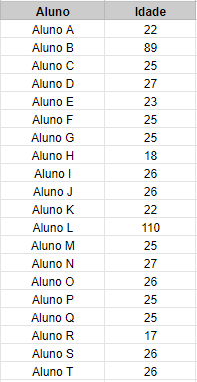 Aluno Idade
Aluno A 22
Aluno B 89
Aluno C 25
Aluno D 27
Aluno E 23
Aluno F 25
Aluno G 25
Aluno H 18
Aluno I 26
Aluno J 26
Aluno K 22
Aluno L 110
Aluno M 25
Aluno N 27
Aluno O 26
Aluno P 25
Aluno Q 25
Aluno R 17
Aluno S 26
Aluno T 26